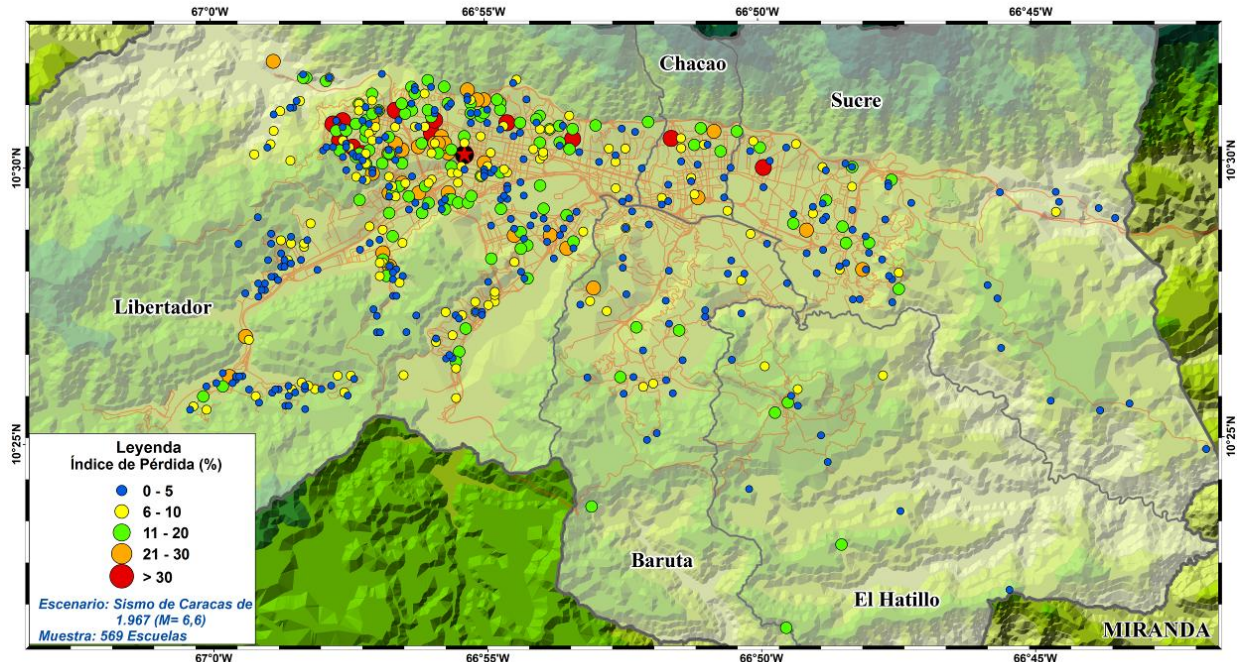 67°0'W 66°55'W 66°50'W 66°45'W
Chacao
Sucre
10°30'N 10°30'N
Libertador
10°25'N 10°25'N
Leyenda
Índice de Pérdida (%)
0 - 5
6 - 10
11 - 20
21 - 30
> 30
Escenario: Sismo de Caracas de
1.967 (M= 6,6)
Muestra: 569 Escuelas
Baruta
El Hatillo
MIRANDA
67°0'W 66°55'W 66°50'W 66°45'W